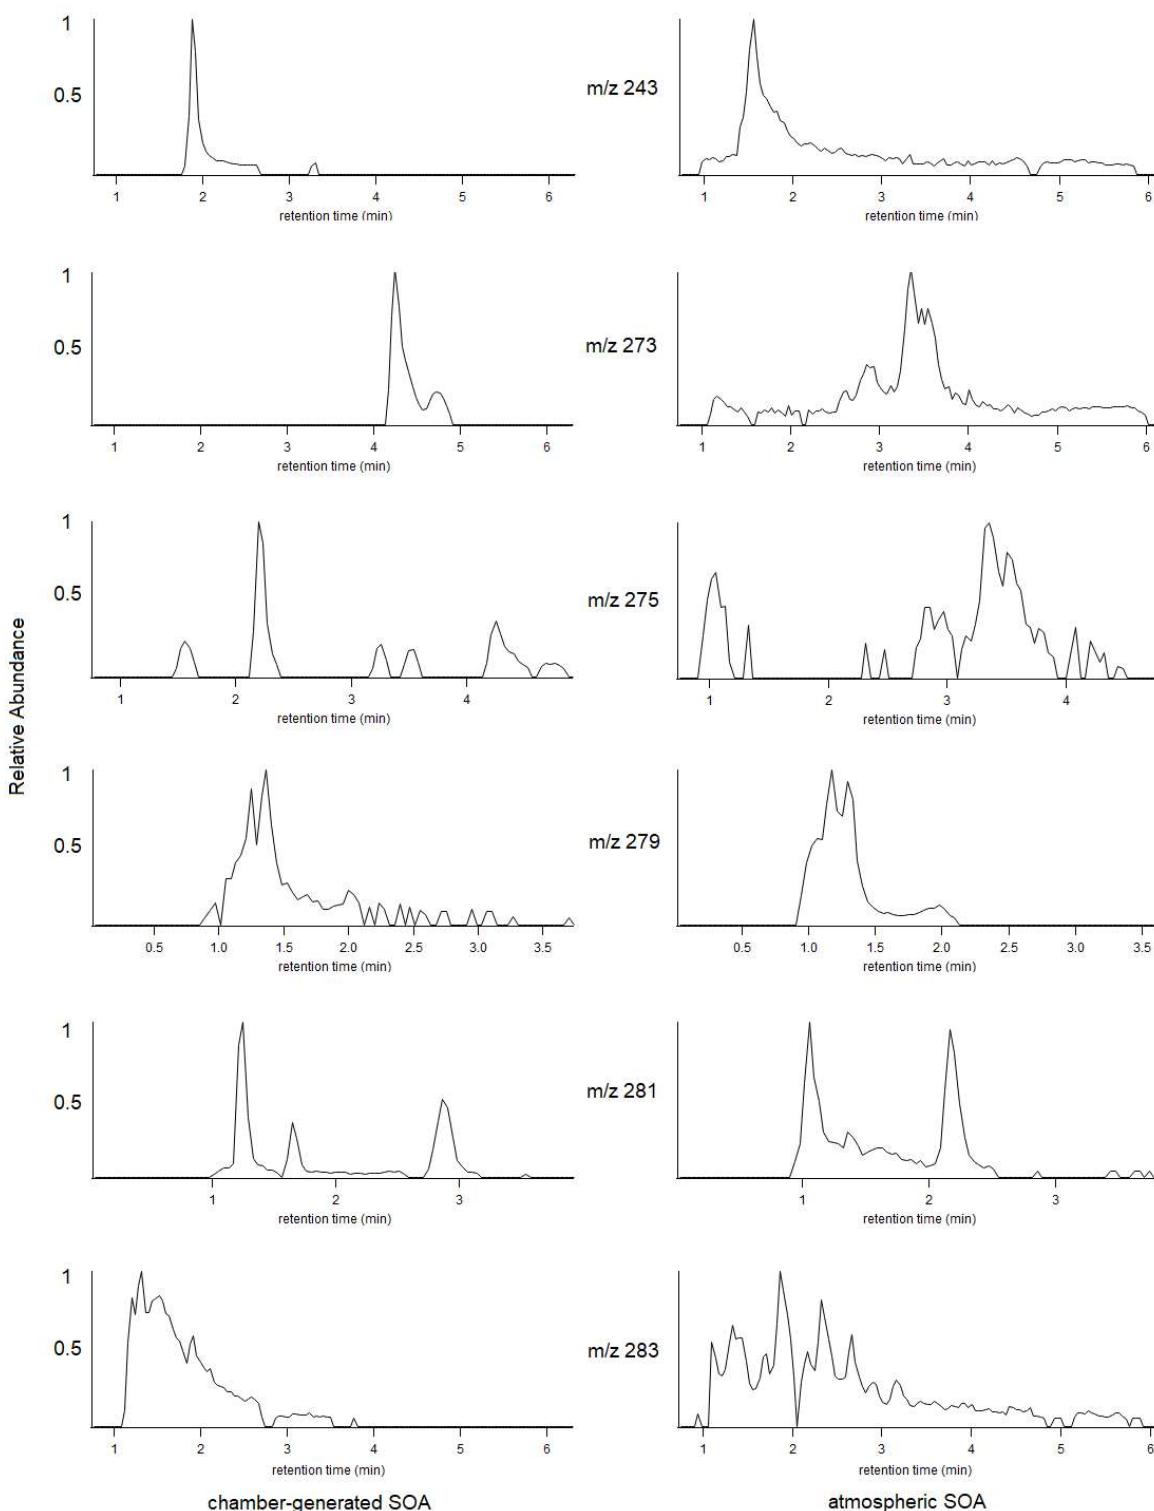 1
0.5
m/z 243
1 2 3 4 5 6
retention time (min)
1 2 3 4 5 6
retention time (min)
1
0.5
m/z 273
1 2 3 4 5 6
retention time (min)
1 2 3 4 5 6
retention time (min)
1
0.5
m/z 275
1 2 3 4
retention time (min)
1 2 3 4
retention time (min)
Relative Abundance
1
0.5
m/z 279
0.5 1.0 1.5 2.0 2.5 3.0 3.5
retention time (min)
0.5 1.0 1.5 2.0 2.5 3.0 3.5
retention time (min)
1
0.5
m/z 281
1 2 3
retention time (min)
1 2 3
retention time (min)
1
0.5
m/z 283
1 2 3 4 5 6
retention time (min)
1 2 3 4 5 6
retention time (min)
chamber-generated SOA
atmospheric SOA